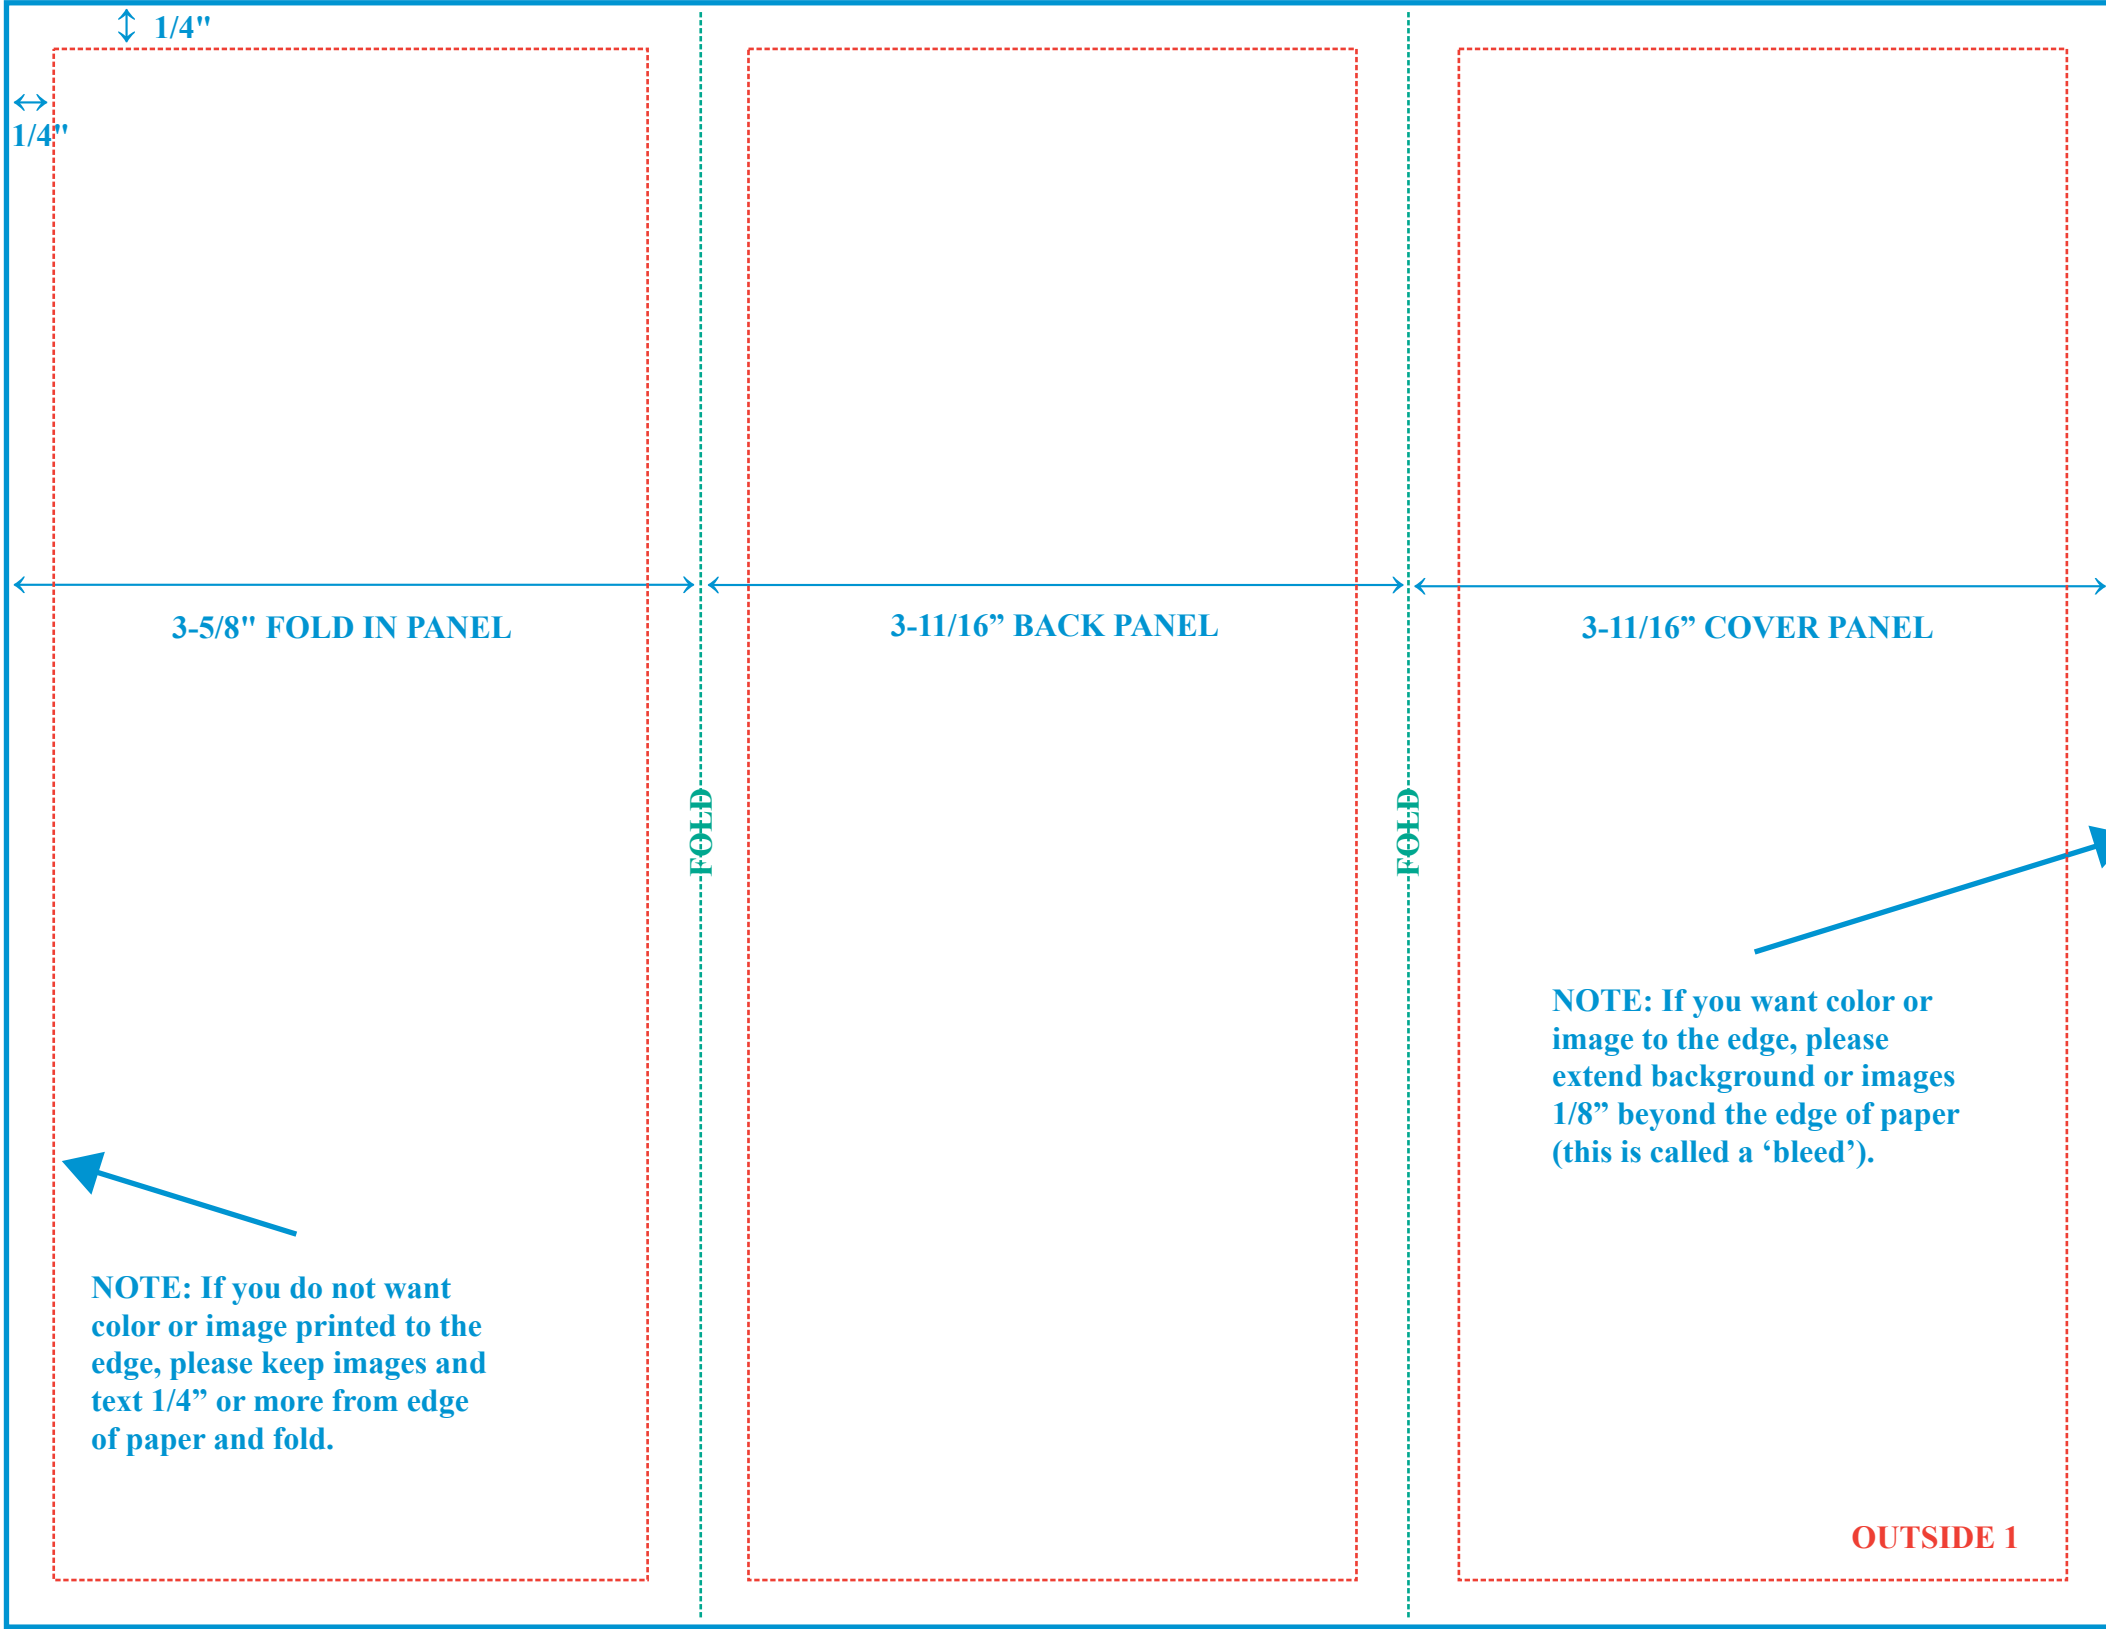 1/4"
1/4"
3-5/8" FOLD IN PANEL
3-11/16” BACK PANEL
3-11/16” COVER PANEL
FOLD
FOLD
NOTE: If you want color or
image to the edge, please
extend background or images
1/8” beyond the edge of paper
(this is called a ‘bleed’).
NOTE: If you do not want
color or image printed to the
edge, please keep images and
text 1/4” or more from edge
of paper and fold.
OUTSIDE 1